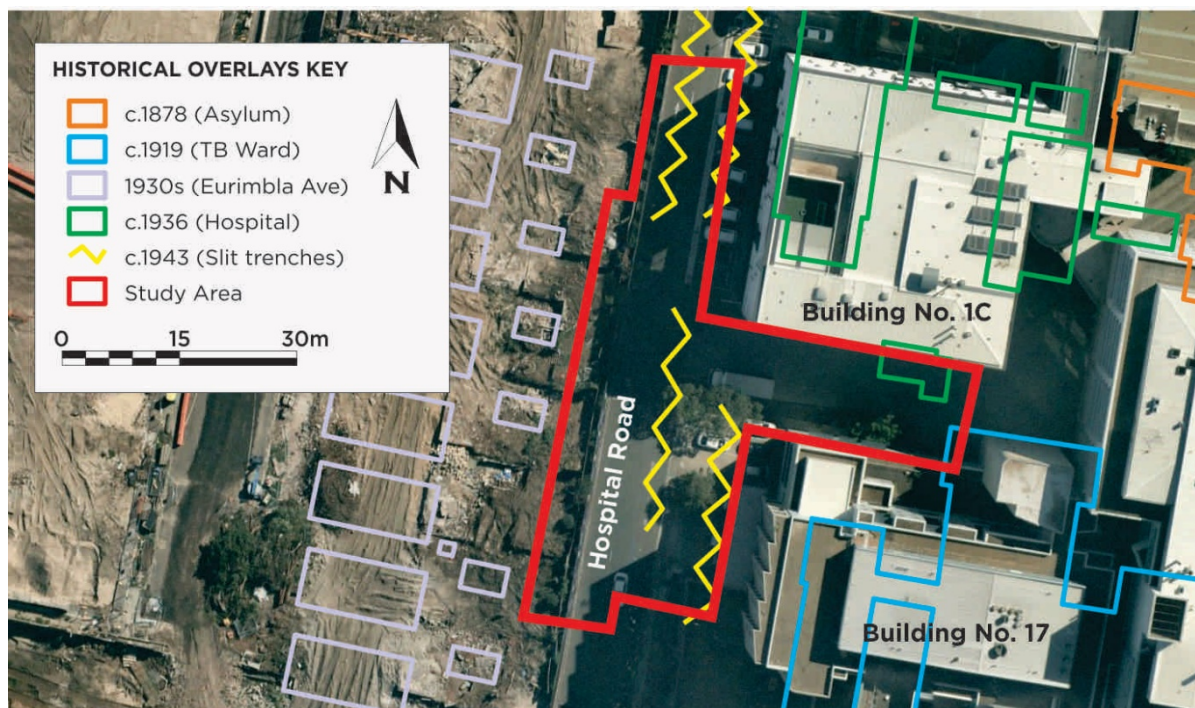 HISTORICAL OVERLAYS KEY
c.1878 (Asylum)
c.1919 (TB Ward)
1930s (Eurimbla Ave)
c.1936 (Hospital)
c.1943 (Slit trenches)
Study Area
N
0 15 30m
Building No. 1C
Hospital Road
Building No. 17